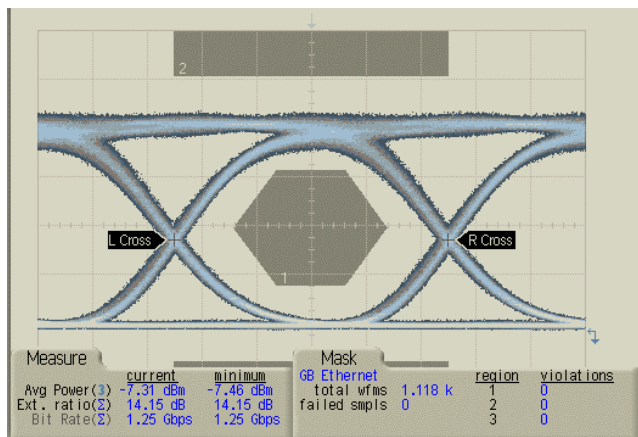 2
L Cross
R Cross
1
Measure
current minimum
Avg Power(3) -7.31 dBm -7.46 dBm
Ext. ratio(Σ) 14.15 dB 14.15 dB
Bit Rate(Σ) 1.25 Gbps 1.25 Gbps
Mask
GB Ethernet region violations
total wfms 1.118 k 1 0
failed smpls 0 2 0
3 0